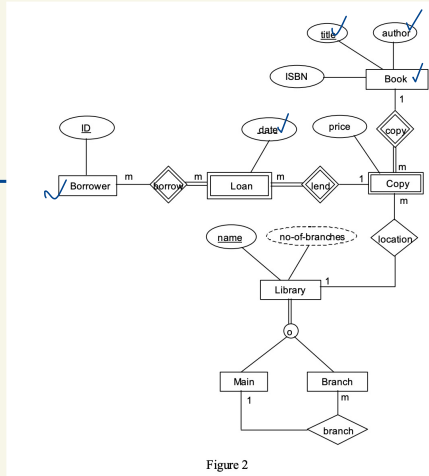 title
author
ISBN
Book
1
ID
date
price
copy
m
Borrower
m
borrow
m
Loan
m
lend
1
Copy
m
name
no-of-branches
location
Library
1
o
Main
Branch
1
m
branch
Figure 2